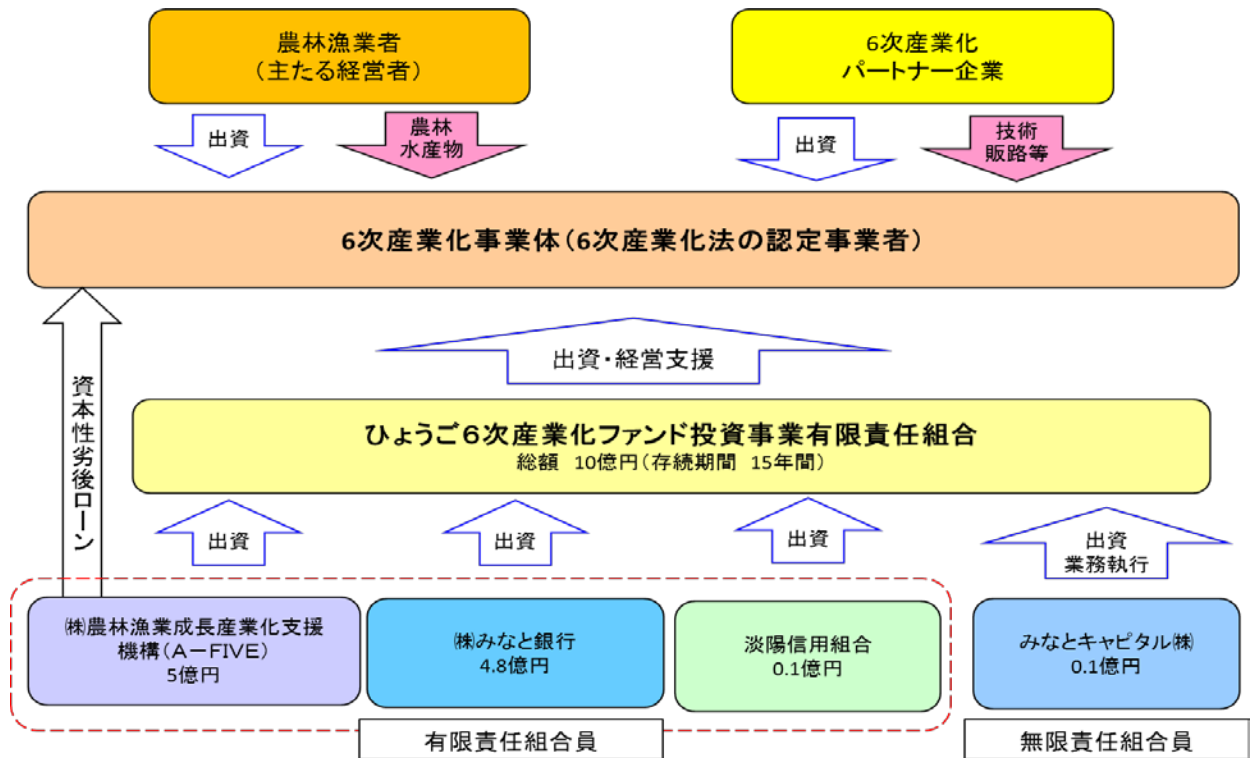 農林漁業者
(主たる経営者)
6次産業化
パートナー企業
出資
農林
水産物
出資
技術
販路等
6次産業化事業体(6次産業化法の認定事業者)
資本性劣後ローン
出資・経営支援
ひょうご6次産業化ファンド投資事業有限責任組合
総額 10億円(存続期間 15年間)
出資
出資
出資
出資
業務執行
㈱農林漁業成長産業化支援
機構(A-FIVE)
5億円
㈱みなと銀行
4.8億円
淡陽信用組合
0.1億円
みなとキャピタル㈱
0.1億円
有限責任組合員
無限責任組合員